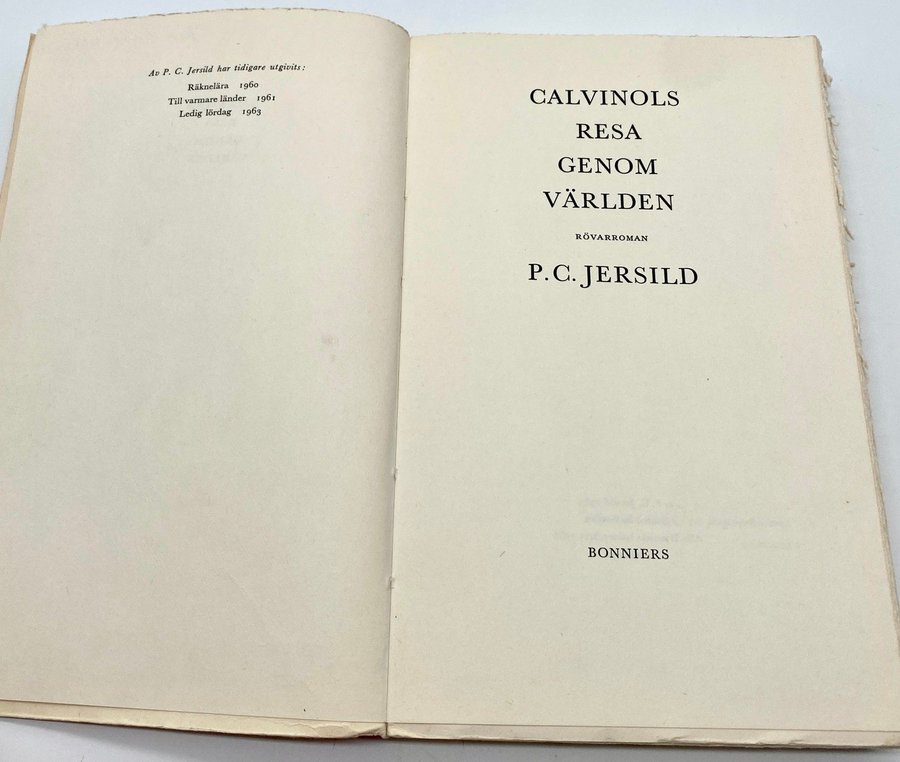 Av P. C. Jersild har tidigare utgivits:
Räknelära 1960
Till varmare länder 1961
Ledig lördag 1963
CALVINOLS
RESA
GENOM
VÄRLDEN
RÖVARROMAN
P.C. JERSILD
BONNIERS